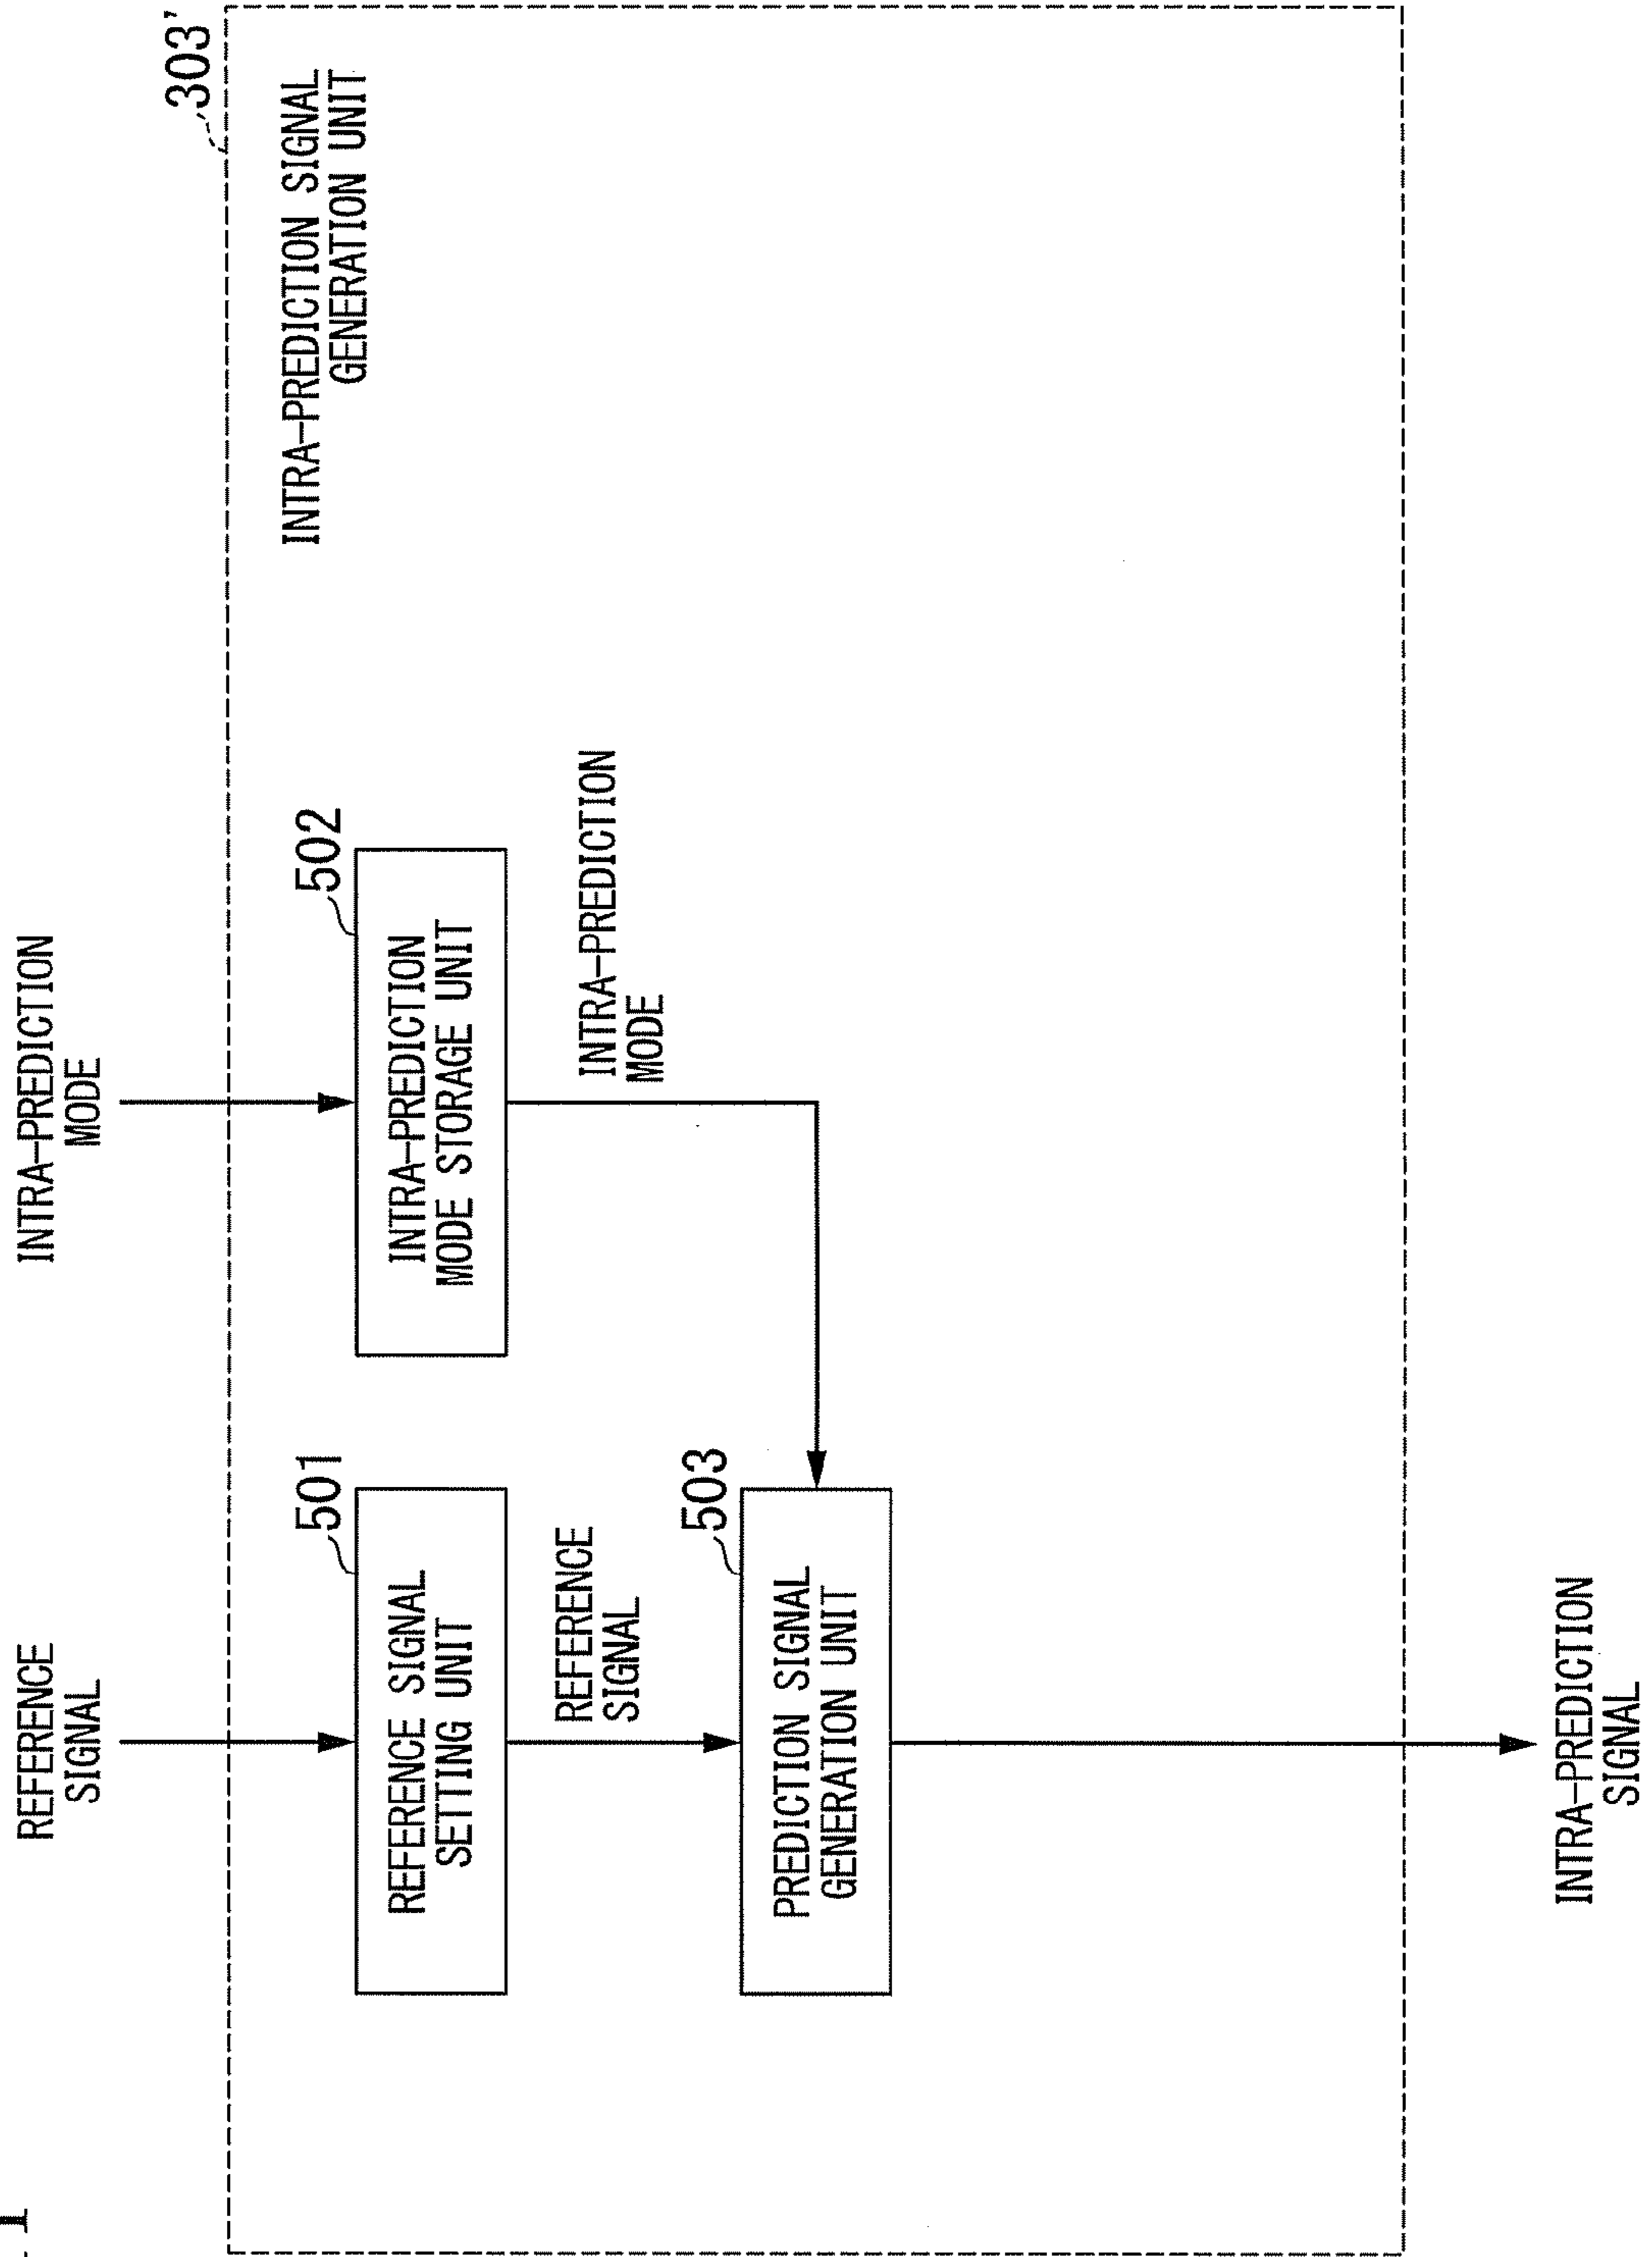 REFERENCE
SIGNAL
INTRA-PREDICTION
MODE
303'
INTRA-PREDICTION SIGNAL
GENERATION UNIT
501
REFERENCE SIGNAL
SETTING UNIT
502
INTRA-PREDICTION
MODE STORAGE UNIT
REFERENCE
SIGNAL
INTRA-PREDICTION
MODE
503
PREDICTION SIGNAL
GENERATION UNIT
INTRA-PREDICTION
SIGNAL